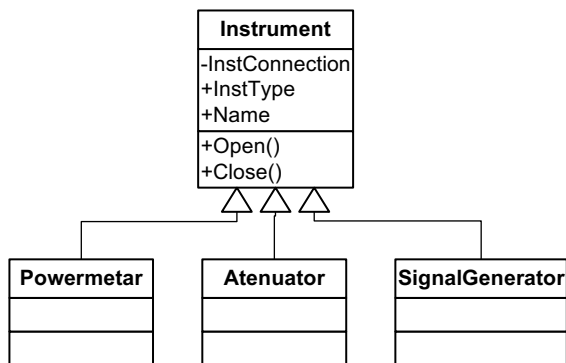 Instrument
-InstConnection
+InstType
+Name
+Open()
+Close()
Powermetar
Atenuator
SignalGenerator